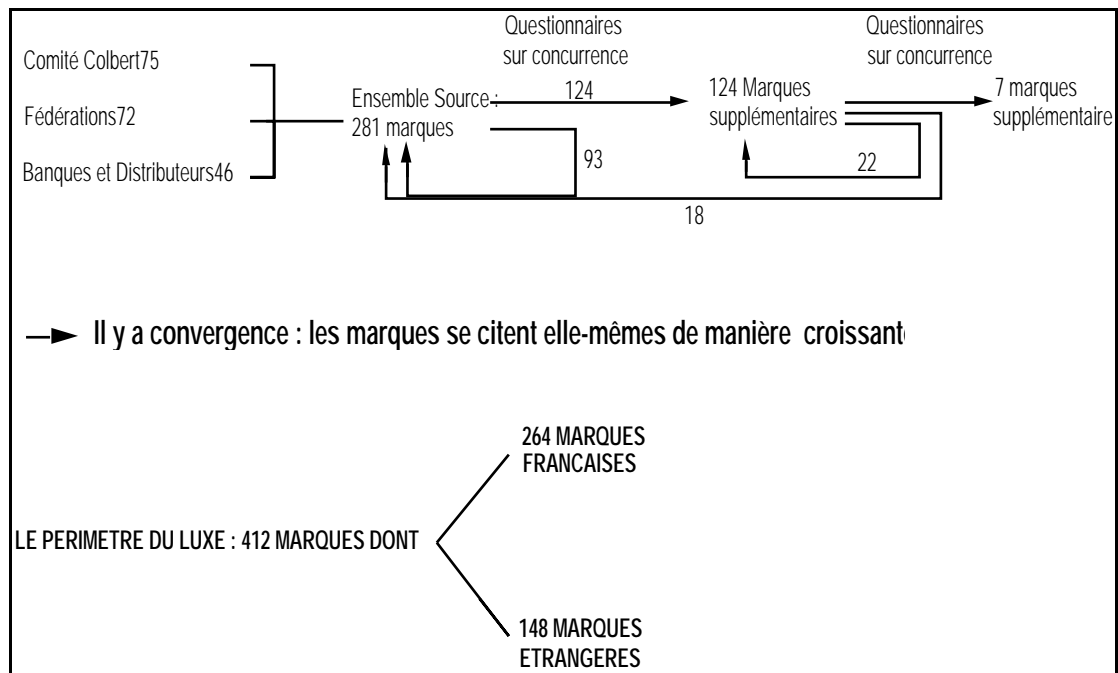 Questionnaires
sur concurrence
Questionnaires
sur concurrence
Comité Colbert75
Fédérations72
Banques et Distributeurs46
Ensemble Source :
281 marques
124
124 Marques
supplémentaires
7 marques
supplémentaire
93
22
18
Il y a convergence : les marques se citent elle-mêmes de manière croissant
264 MARQUES
FRANCAISES
LE PERIMETRE DU LUXE : 412 MARQUES DONT
148 MARQUES
ETRANGERES